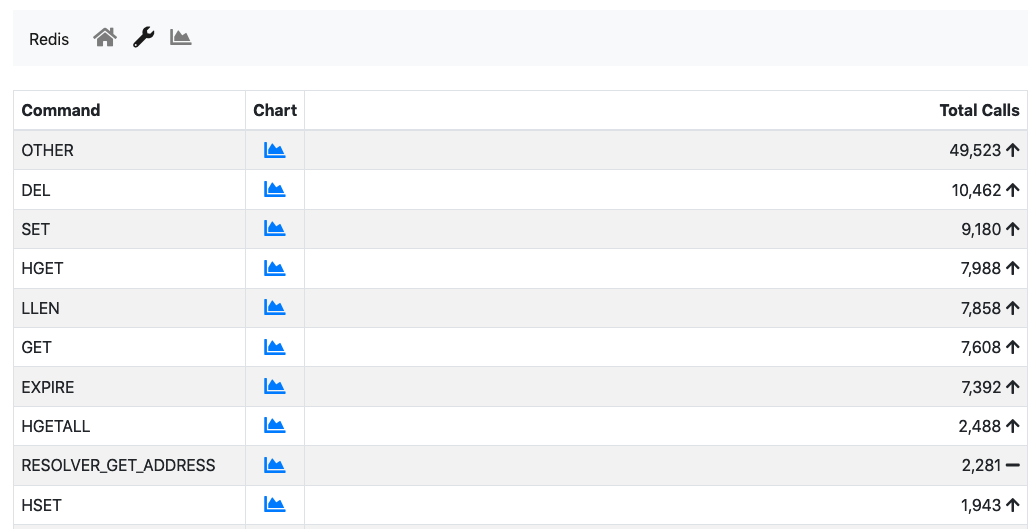 Redis
Command Chart Total Calls
OTHER 49,523
DEL 10,462
SET 9,180
HGET 7,988
LLEN 7,858
GET 7,608
EXPIRE 7,392
HGETALL 2,488
RESOLVER_GET_ADDRESS 2,281
HSET 1,943